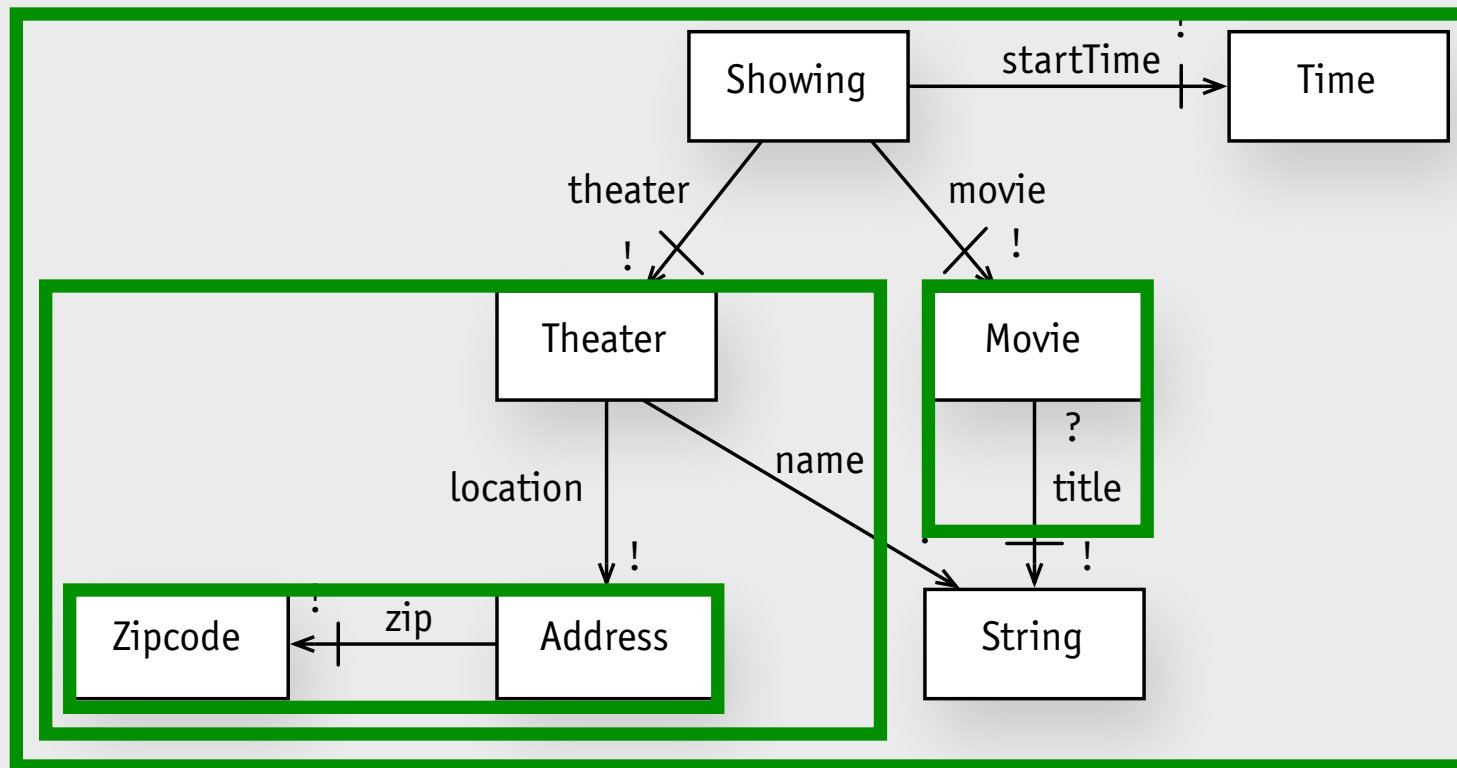 !
Showing
startTime
Time
theater
movie
!
!
Theater
Movie
?
name
location
title
!
!
!
zip
Zipcode
Address
String